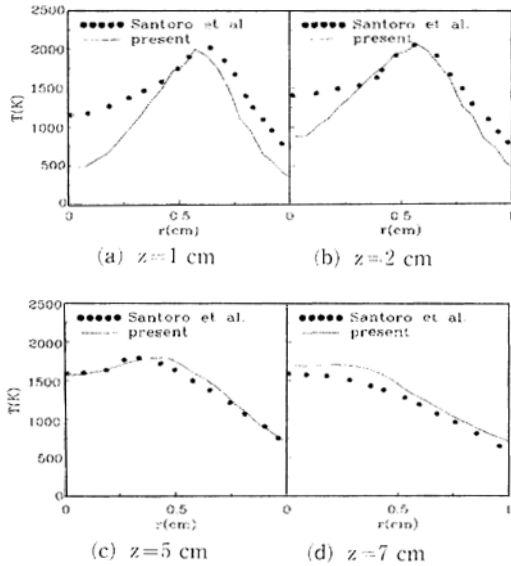 2500
2000
1500
1000
500
0
T(K)
Santoro et al.
present
Santoro et al.
present
0 0.5 0 0.5 1
r(cm) r(cm)
(a) z=1 cm (b) z=2 cm
2500
2000
1500
1000
500
0
T(K)
Santoro et al.
present
Santoro et al.
present
0 0.5 0 0.5 1
r(cm) r(cm)
(c) z=5 cm (d) z=7 cm